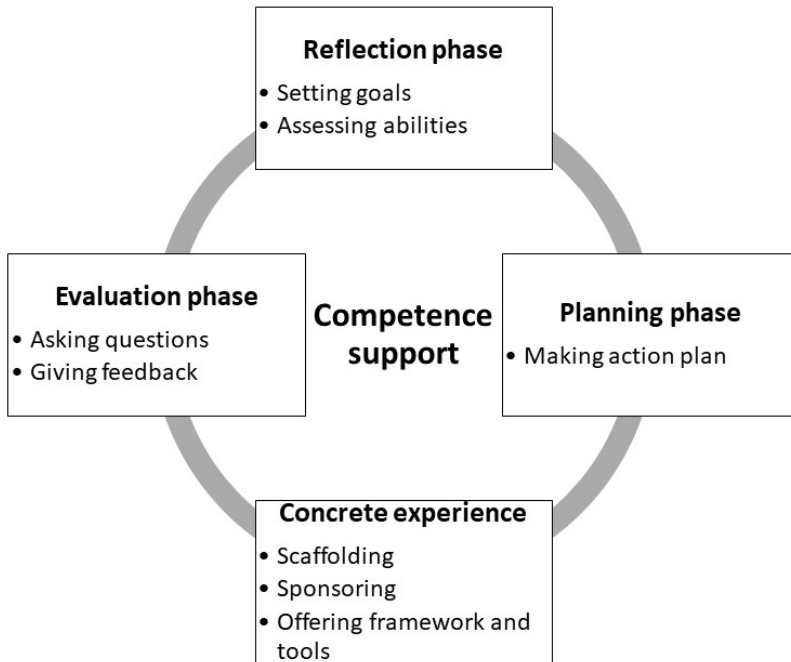 Reflection phase
• Setting goals
• Assessing abilities
Evaluation phase
• Asking questions
• Giving feedback
Competence
support
Planning phase
• Making action plan
Concrete experience
• Scaffolding
• Sponsoring
• Offering framework and
tools